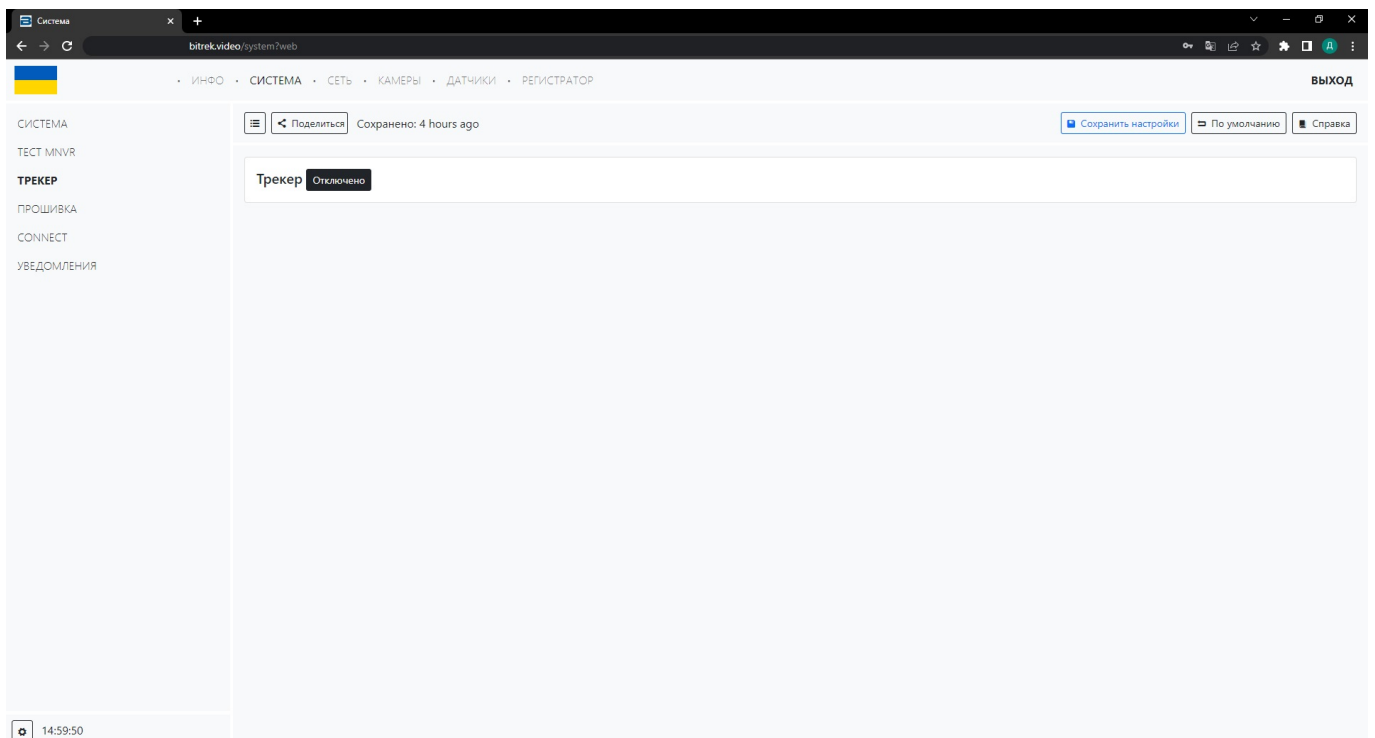 Система
bitrek.video/system?web
Д
• ИНФО • СИСТЕМА • СЕТЬ • КАМЕРЫ • ДАТЧИКИ • РЕГИСТРАТОР
ВЫХОД
СИСТЕМА
ТЕСТ MNVR
ТРЕКЕР
ПРОШИВКА
CONNECT
УВЕДОМЛЕНИЯ
Поделиться Сохранено: 4 hours ago
Сохранить настройки По умолчанию Справка
Трекер Отключено
14:59:50